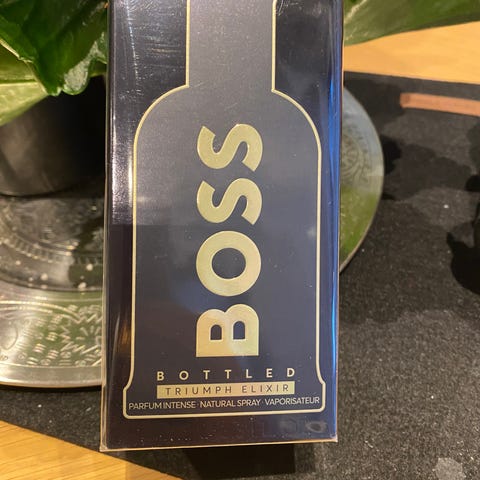 BOSS
BOTTLED
TRIUMPH ELIXIR
PARFUM INTENSE · NATURAL SPRAY · VAPORISATEUR